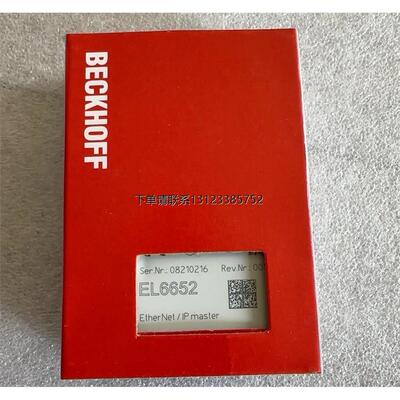 BECKHOFF
下单请联系13123385752
Ser.Nr.: 08210216 Rev.Nr.:
EL6652
EtherNet / IP master